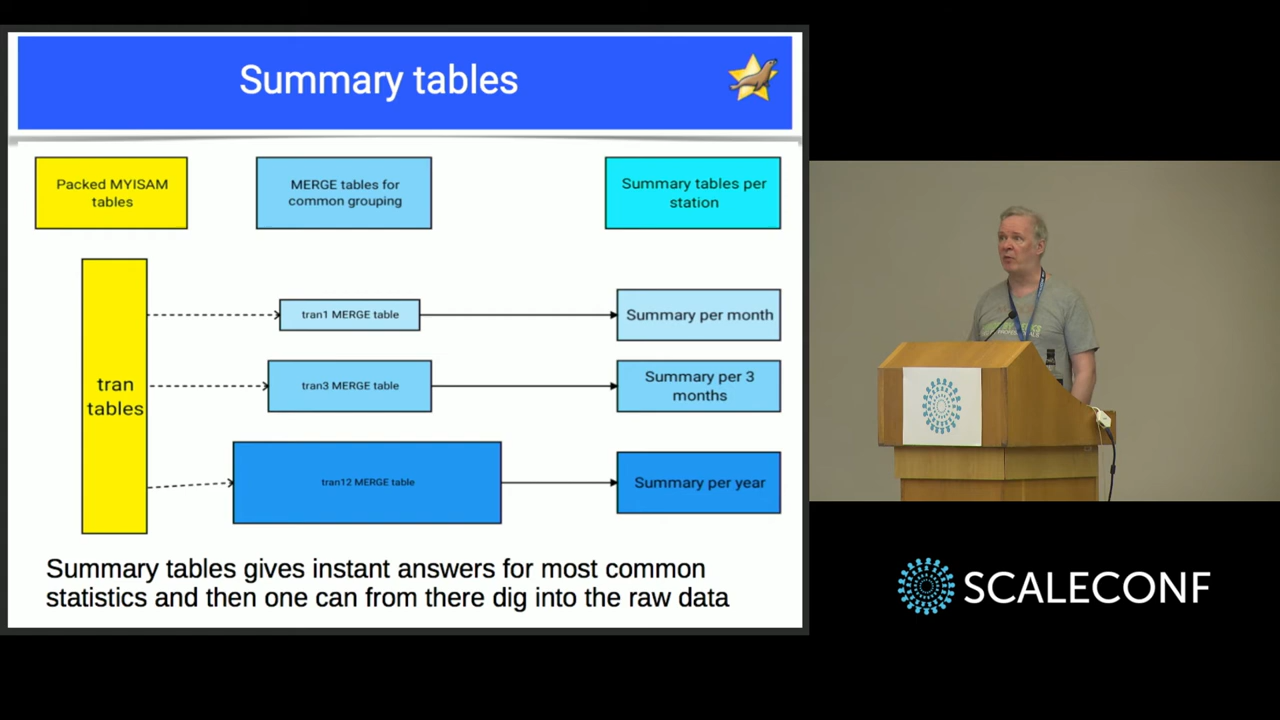 Summary tables
Packed MYISAM
tables
MERGE tables for
common grouping
Summary tables per
station
tran
tables
tran1 MERGE table
Summary per month
tran3 MERGE table
Summary per 3
months
tran12 MERGE table
Summary per year
Summary tables gives instant answers for most common
statistics and then one can from there dig into the raw data
SCALECONF